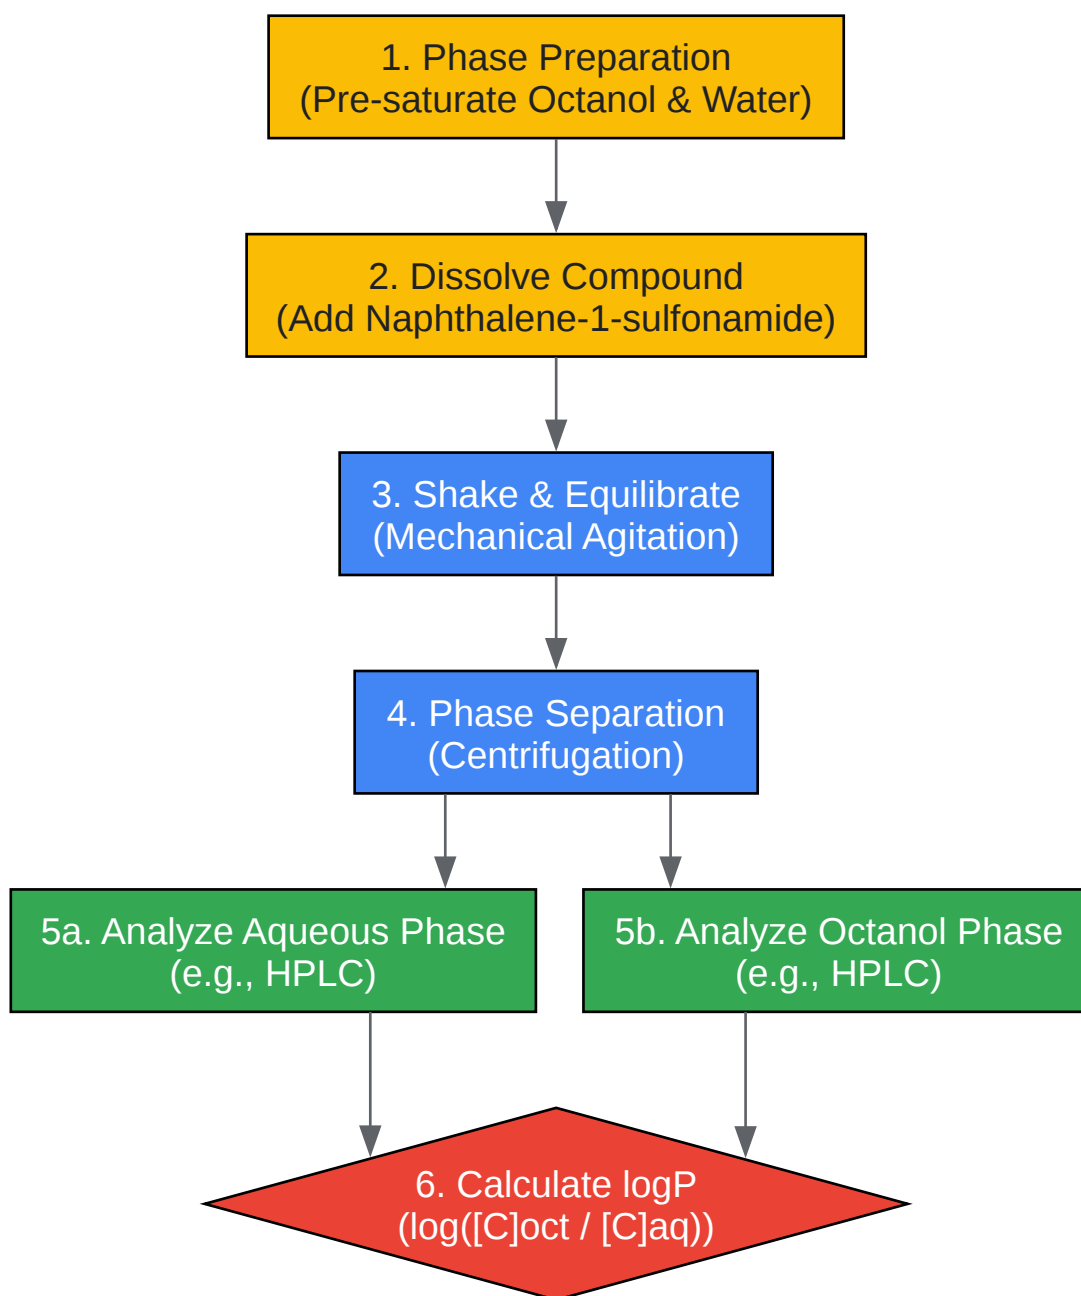 1. Phase Preparation
(Pre-saturate Octanol & Water)
2. Dissolve Compound
(Add Naphthalene-1-sulfonamide)
3. Shake & Equilibrate
(Mechanical Agitation)
4. Phase Separation
(Centrifugation)
5a. Analyze Aqueous Phase
(e.g., HPLC)
5b. Analyze Octanol Phase
(e.g., HPLC)
6. Calculate logP
(log([C]oct / [C]aq))